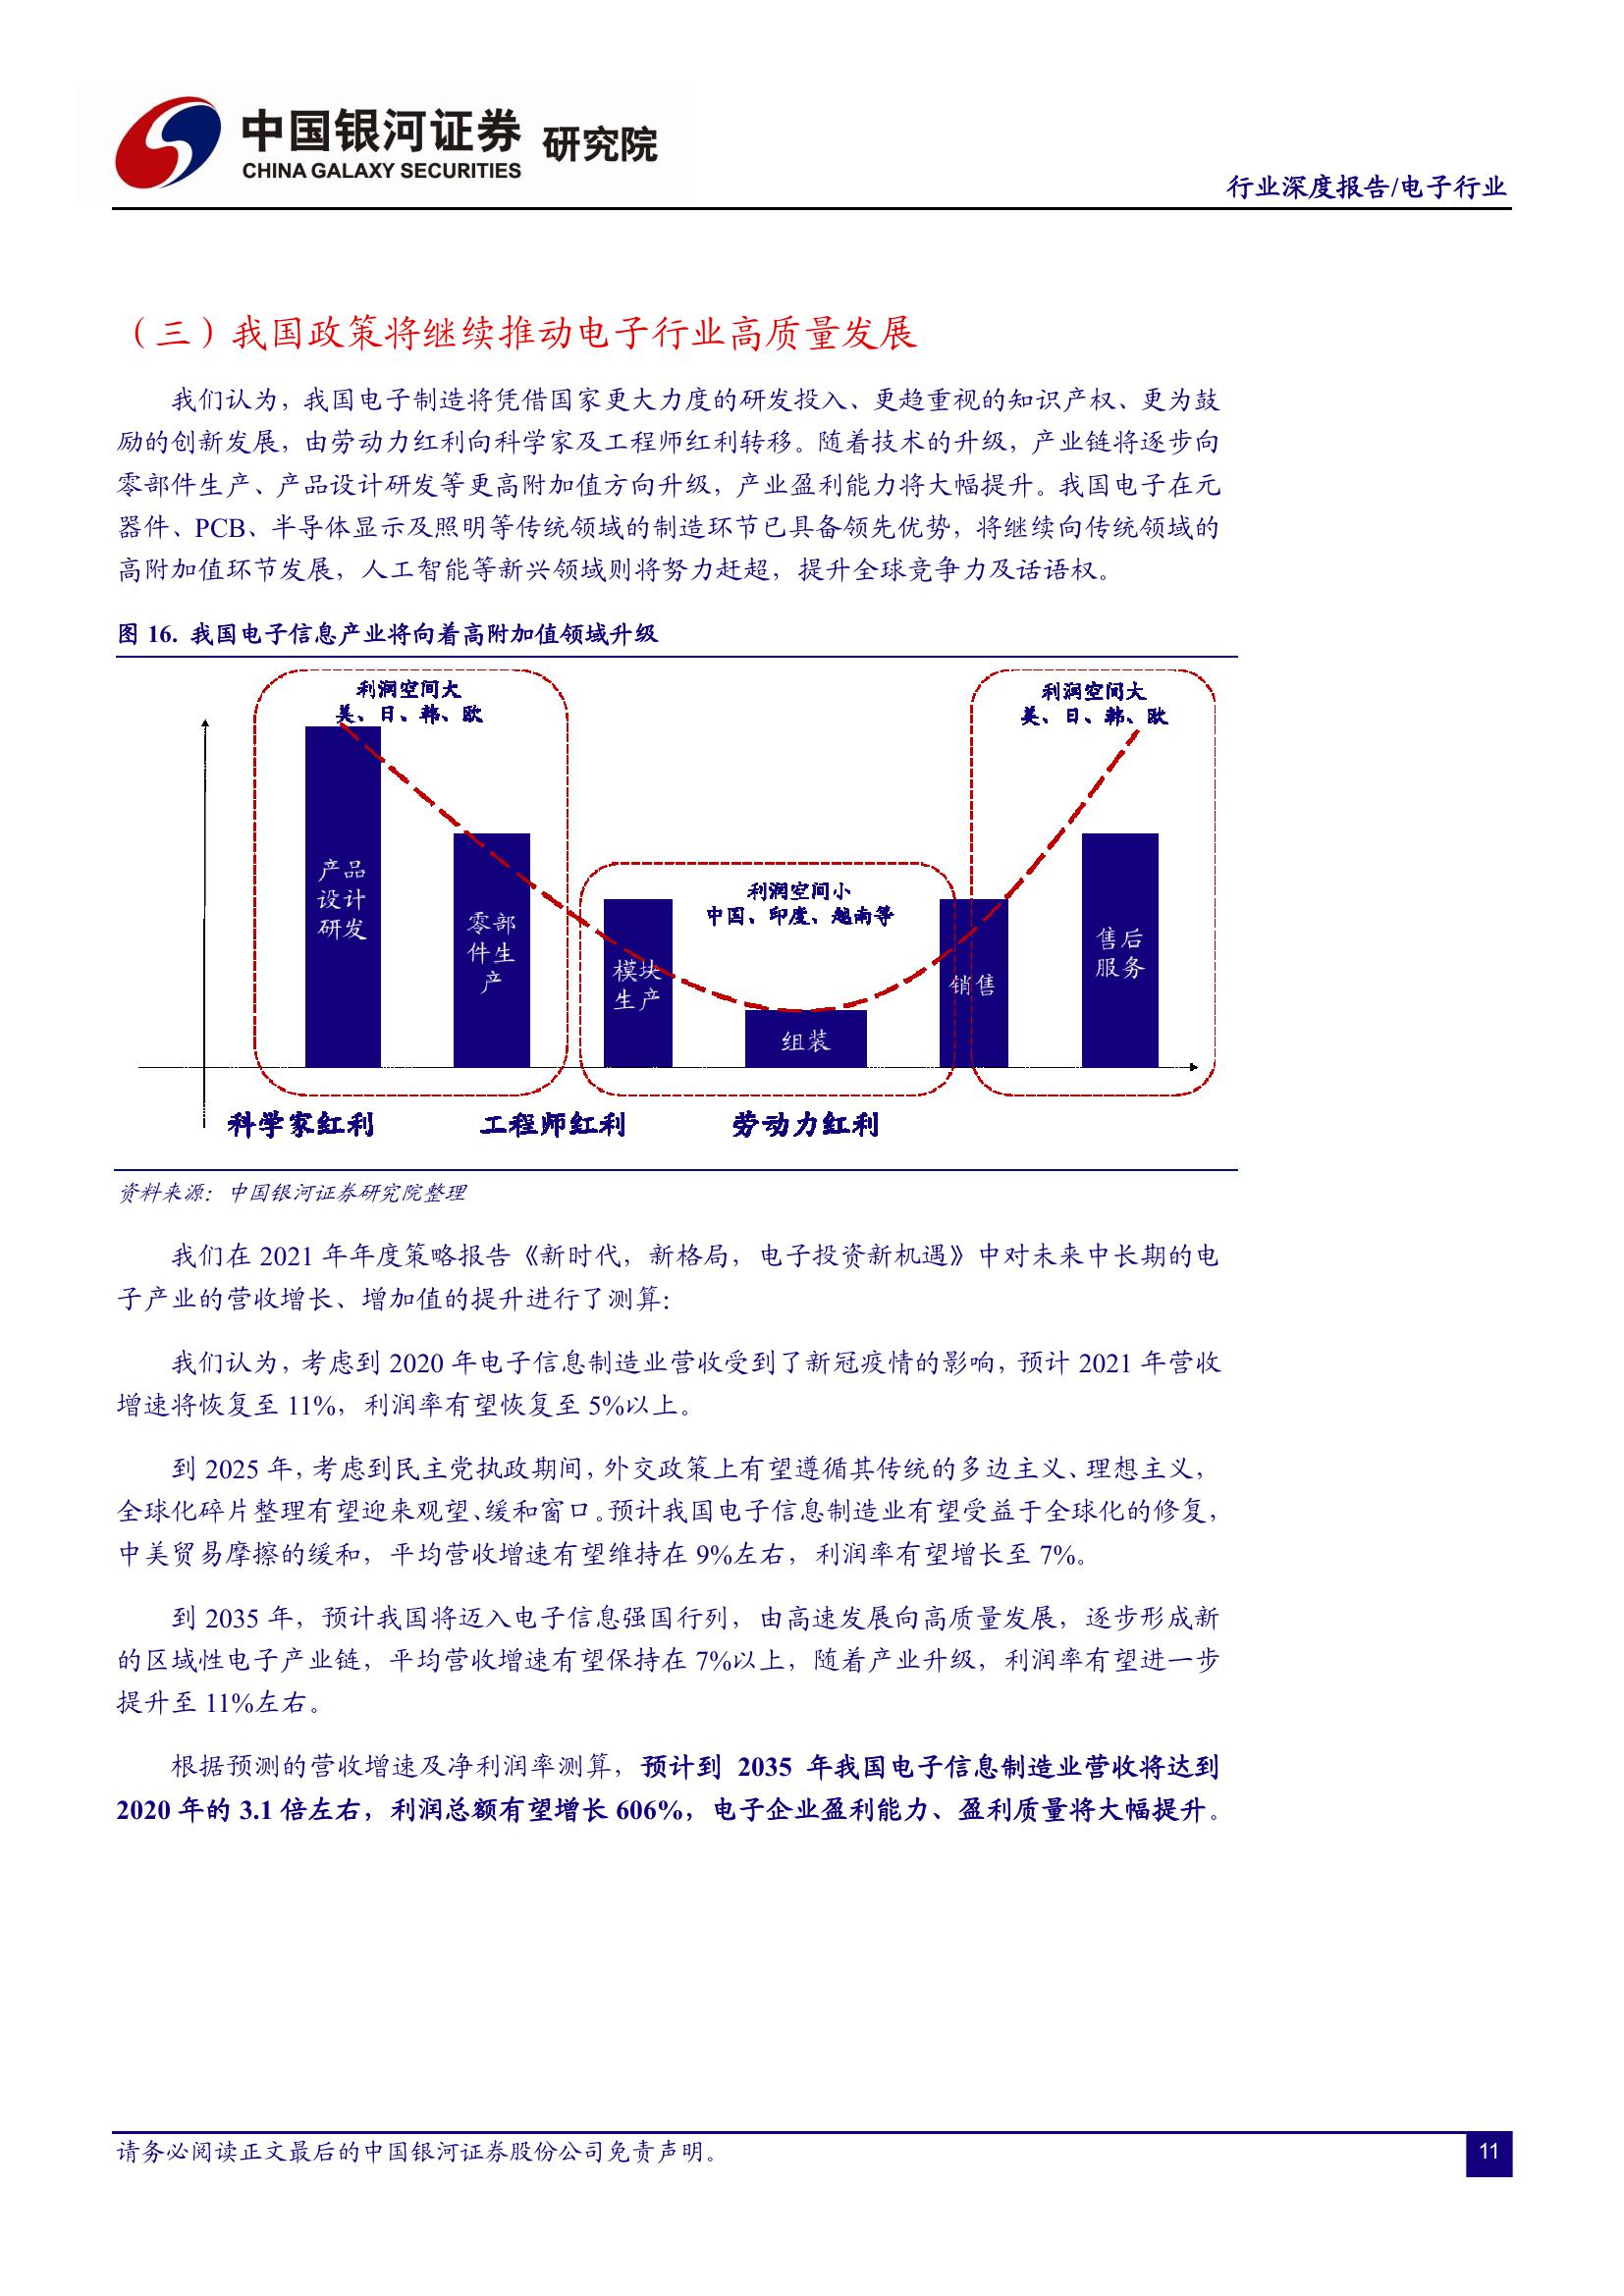 中国银河证券 研究院
CHINA GALAXY SECURITIES
行业深度报告/电子行业
（三）我国政策将继续推动电子行业高质量发展
我们认为，我国电子制造将凭借国家更大力度的研发投入、更趋重视的知识产权、更为鼓
励的创新发展，由劳动力红利向科学家及工程师红利转移。随着技术的升级，产业链将逐步向
零部件生产、产品设计研发等更高附加值方向升级，产业盈利能力将大幅提升。我国电子在元
器件、PCB、半导体显示及照明等传统领域的制造环节已具备领先优势，将继续向传统领域的
高附加值环节发展，人工智能等新兴领域则将努力赶超，提升全球竞争力及话语权。
图 16. 我国电子信息产业将向着高附加值领域升级
利润空间大
美、日、韩、欧
利润空间大
美、日、韩、欧
产品
设计
研发
零部
件生
产
利润空间小
中国、印度、越南等
模块
生产
组装
销售
售后
服务
科学家红利
工程师红利
劳动力红利
资料来源：中国银河证券研究院整理
我们在 2021 年年度策略报告《新时代，新格局，电子投资新机遇》中对未来中长期的电
子产业的营收增长、增加值的提升进行了测算：
我们认为，考虑到 2020 年电子信息制造业营收受到了新冠疫情的影响，预计 2021 年营收
增速将恢复至 11%，利润率有望恢复至 5%以上。
到 2025 年，考虑到民主党执政期间，外交政策上有望遵循其传统的多边主义、理想主义，
全球化碎片整理有望迎来观望、缓和窗口。预计我国电子信息制造业有望受益于全球化的修复，
中美贸易摩擦的缓和，平均营收增速有望维持在 9%左右，利润率有望增长至 7%。
到 2035 年，预计我国将迈入电子信息强国行列，由高速发展向高质量发展，逐步形成新
的区域性电子产业链，平均营收增速有望保持在 7%以上，随着产业升级，利润率有望进一步
提升至 11%左右。
根据预测的营收增速及净利润率测算，预计到 2035 年我国电子信息制造业营收将达到
2020 年的 3.1 倍左右，利润总额有望增长 606%，电子企业盈利能力、盈利质量将大幅提升。
请务必阅读正文最后的中国银河证券股份公司免责声明。
11